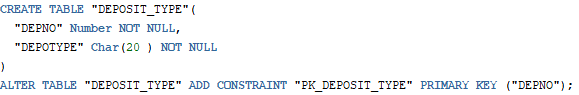 CREATE TABLE "DEPOSIT_TYPE"(
"DEPNO" Number NOT NULL,
"DEPOTYPE" Char(20 ) NOT NULL
)
ALTER TABLE "DEPOSIT_TYPE" ADD CONSTRAINT "PK_DEPOSIT_TYPE" PRIMARY KEY ("DEPNO");